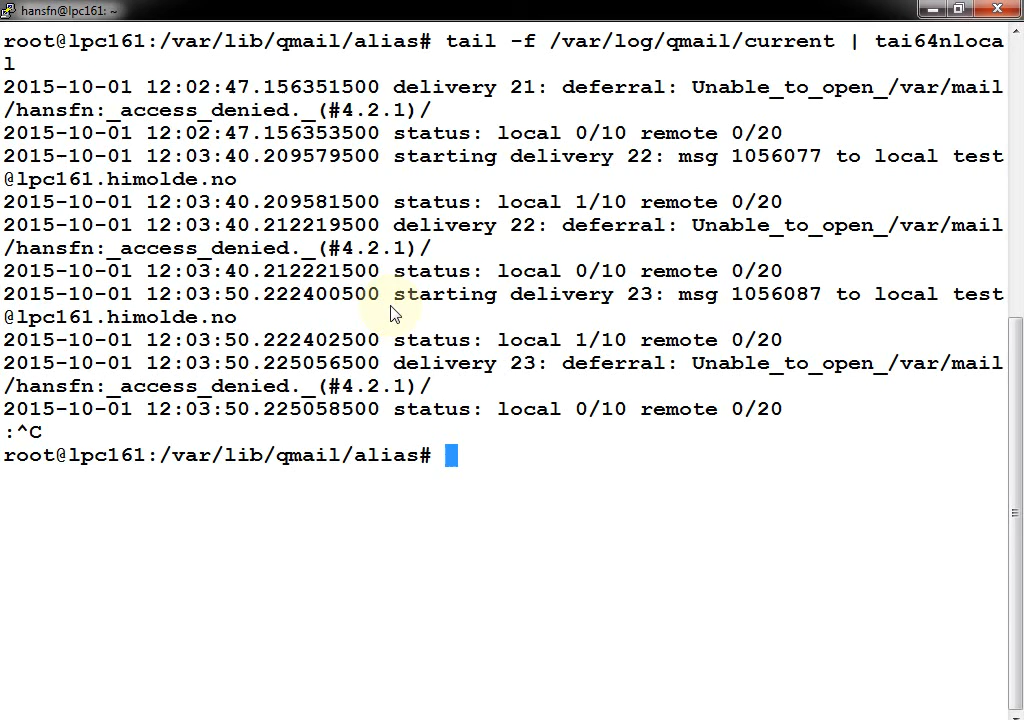 hansfn@lpc161: ~
root@lpc161:/var/lib/qmail/alias# tail -f /var/log/qmail/current | tai64nloca
l
2015-10-01 12:02:47.156351500 delivery 21: deferral: Unable_to_open_/var/mail
/hansfn:_access_denied._(#4.2.1)/
2015-10-01 12:02:47.156353500 status: local 0/10 remote 0/20
2015-10-01 12:03:40.209579500 starting delivery 22: msg 1056077 to local test
@lpc161.himolde.no
2015-10-01 12:03:40.209581500 status: local 1/10 remote 0/20
2015-10-01 12:03:40.212219500 delivery 22: deferral: Unable_to_open_/var/mail
/hansfn:_access_denied._(#4.2.1)/
2015-10-01 12:03:40.212221500 status: local 0/10 remote 0/20
2015-10-01 12:03:50.222400500 starting delivery 23: msg 1056087 to local test
@lpc161.himolde.no
2015-10-01 12:03:50.222402500 status: local 1/10 remote 0/20
2015-10-01 12:03:50.225056500 delivery 23: deferral: Unable_to_open_/var/mail
/hansfn:_access_denied._(#4.2.1)/
2015-10-01 12:03:50.225058500 status: local 0/10 remote 0/20
:^C
root@lpc161:/var/lib/qmail/alias#